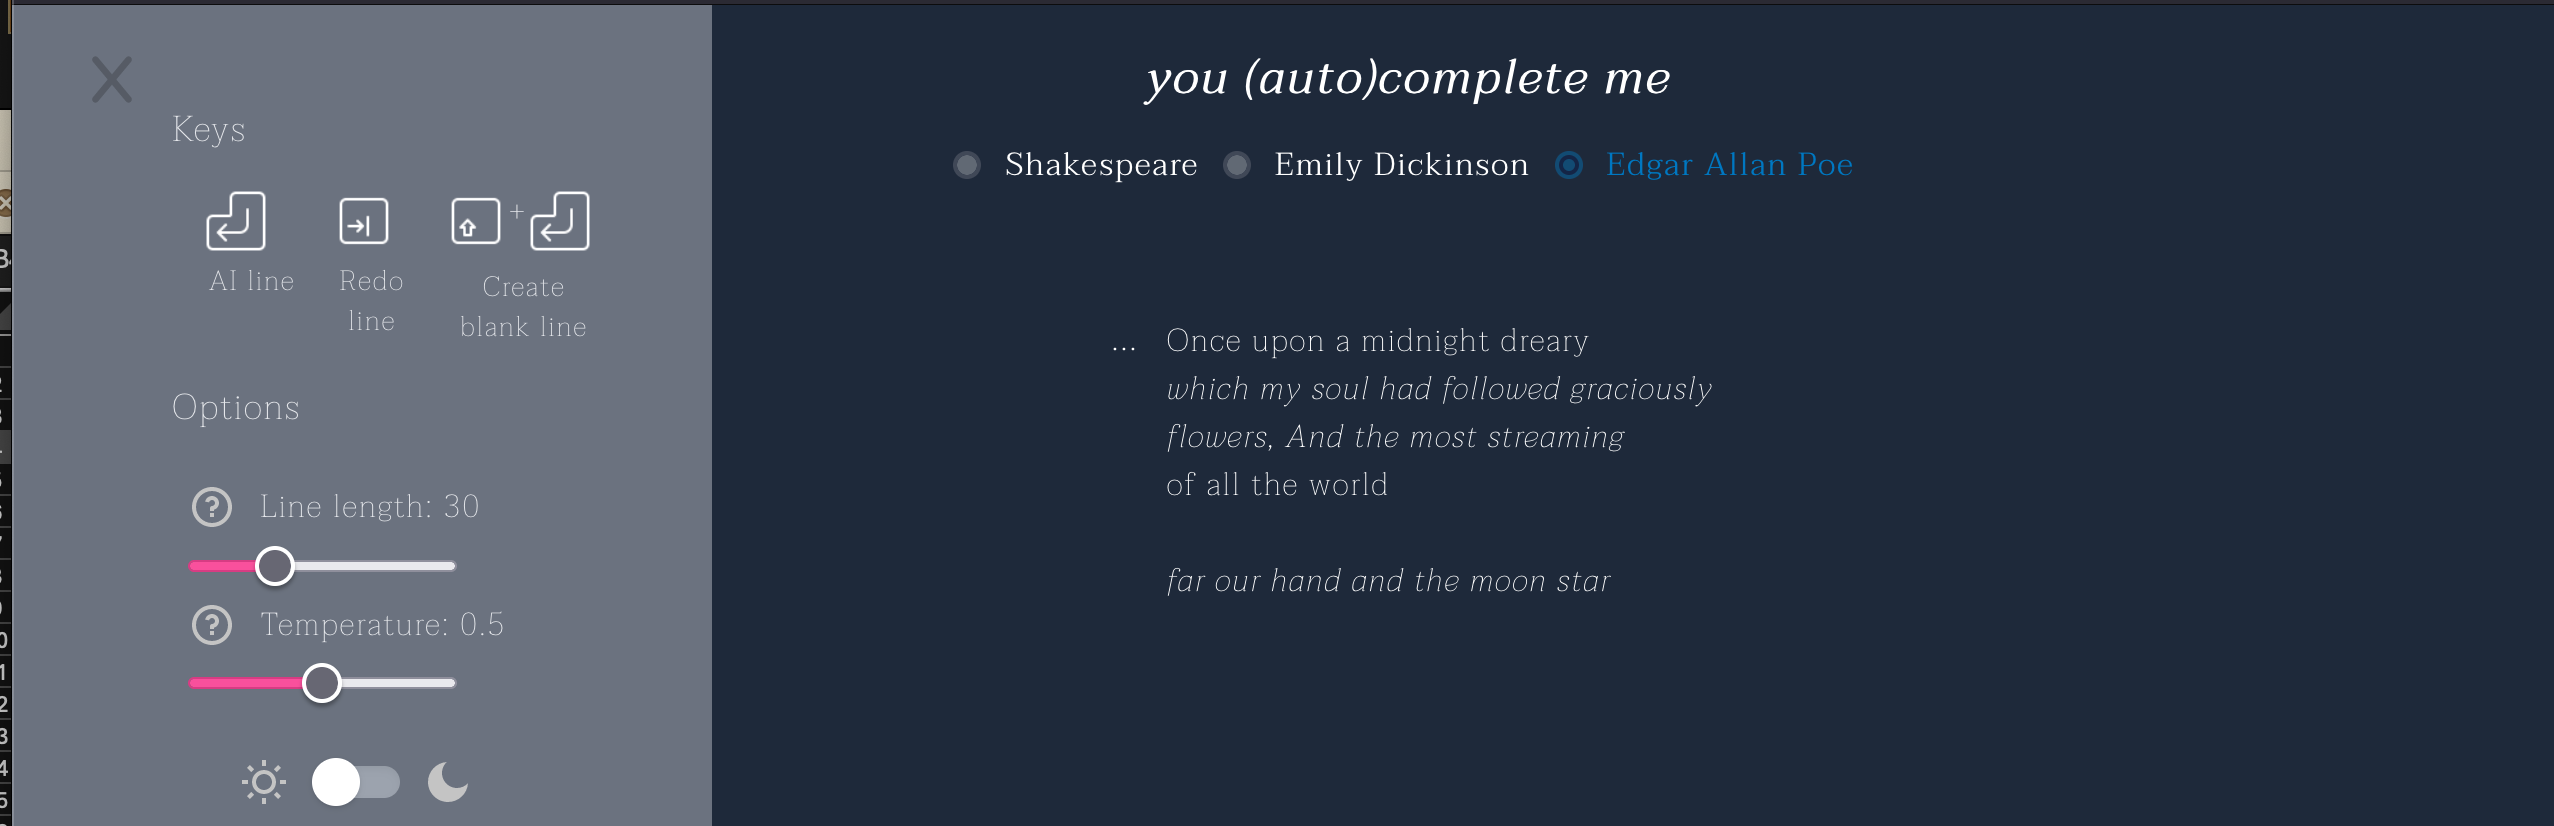 you (auto)complete me
Shakespeare Emily Dickinson Edgar Allan Poe
Keys
+
AI line
Redo
line
Create
blank line
Options
? Line length: 30
? Temperature: 0.5
... Once upon a midnight dreary
which my soul had followed graciously
flowers, And the most streaming
of all the world
far our hand and the moon star